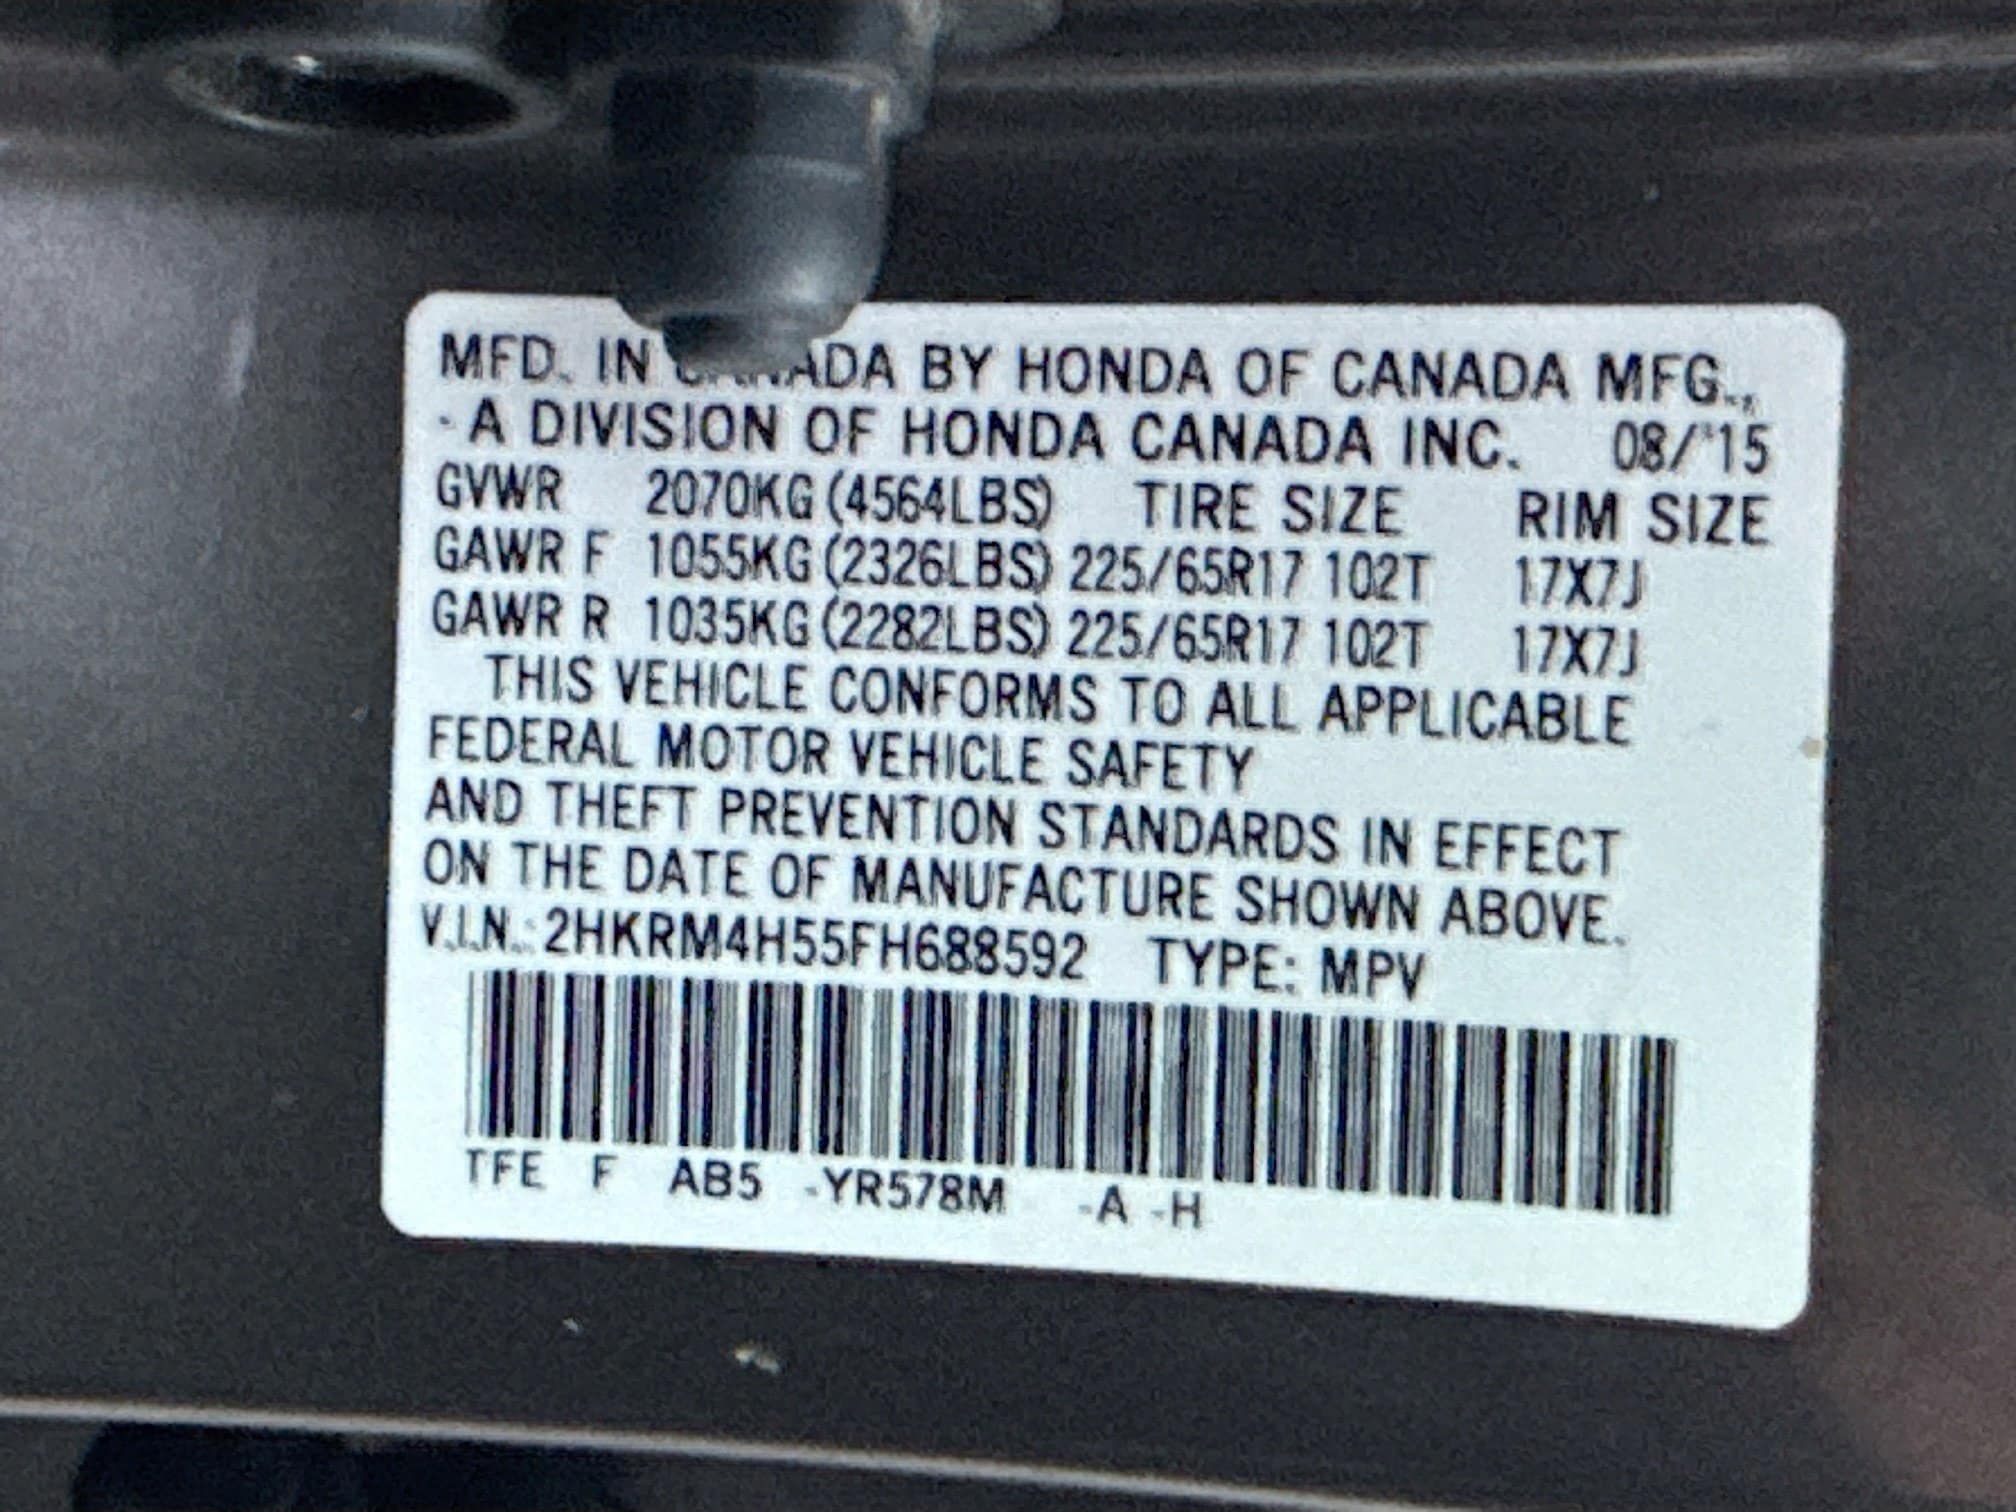 MFD. IN CANADA BY HONDA OF CANADA MFG.,
- A DIVISION OF HONDA CANADA INC. 08/'15
GVWR 2070KG (4564LBS) TIRE SIZE RIM SIZE
GAWR F 1055KG (2326LBS) 225/65R17 102T 17X7J
GAWR R 1035KG (2282LBS) 225/65R17 102T 17X7J
THIS VEHICLE CONFORMS TO ALL APPLICABLE
FEDERAL MOTOR VEHICLE SAFETY
AND THEFT PREVENTION STANDARDS IN EFFECT
ON THE DATE OF MANUFACTURE SHOWN ABOVE.
V.I.N.: 2HKRM4H55FH688592 TYPE: MPV
TFE F AB5 -YR578M -A -H